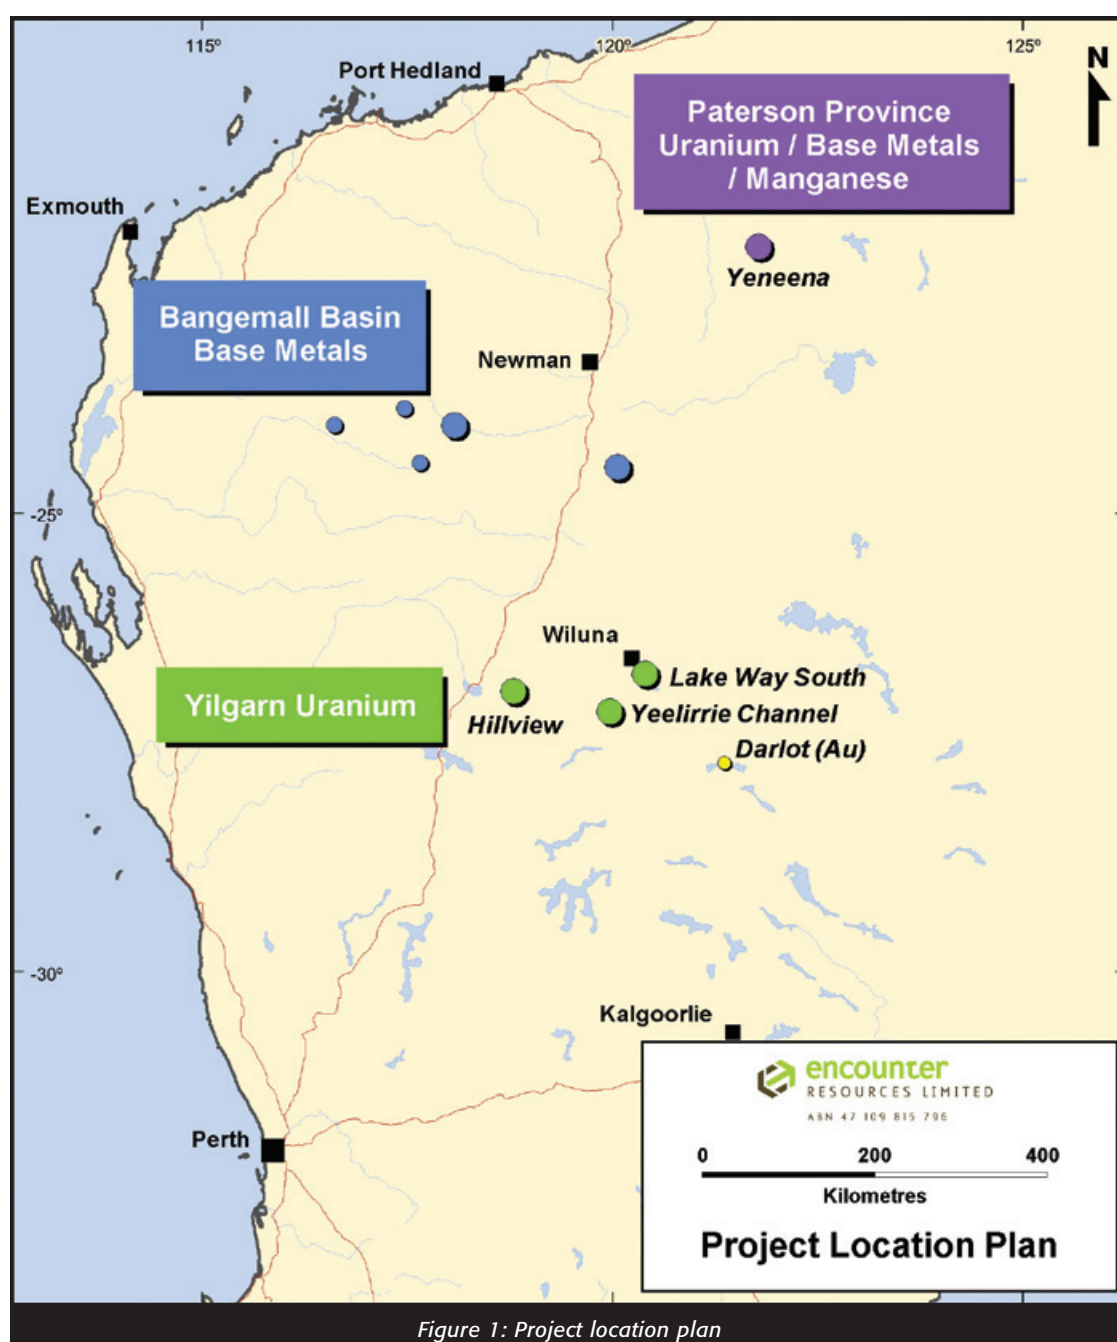 115°
120°
125°
Port Hedland
N
Paterson Province
Uranium / Base Metals
/ Manganese
Exmouth
Yeneena
Bangemall Basin
Base Metals
Newman
-25°
Wiluna
Lake Way South
Yilgarn Uranium
Hillview
Yeelirrie Channel
Darlot (Au)
-30°
Kalgoorlie
encounter
RESOURCES LIMITED
ABN 47 109 815 796
Perth
0 200 400
Kilometres
Project Location Plan
Figure 1: Project location plan